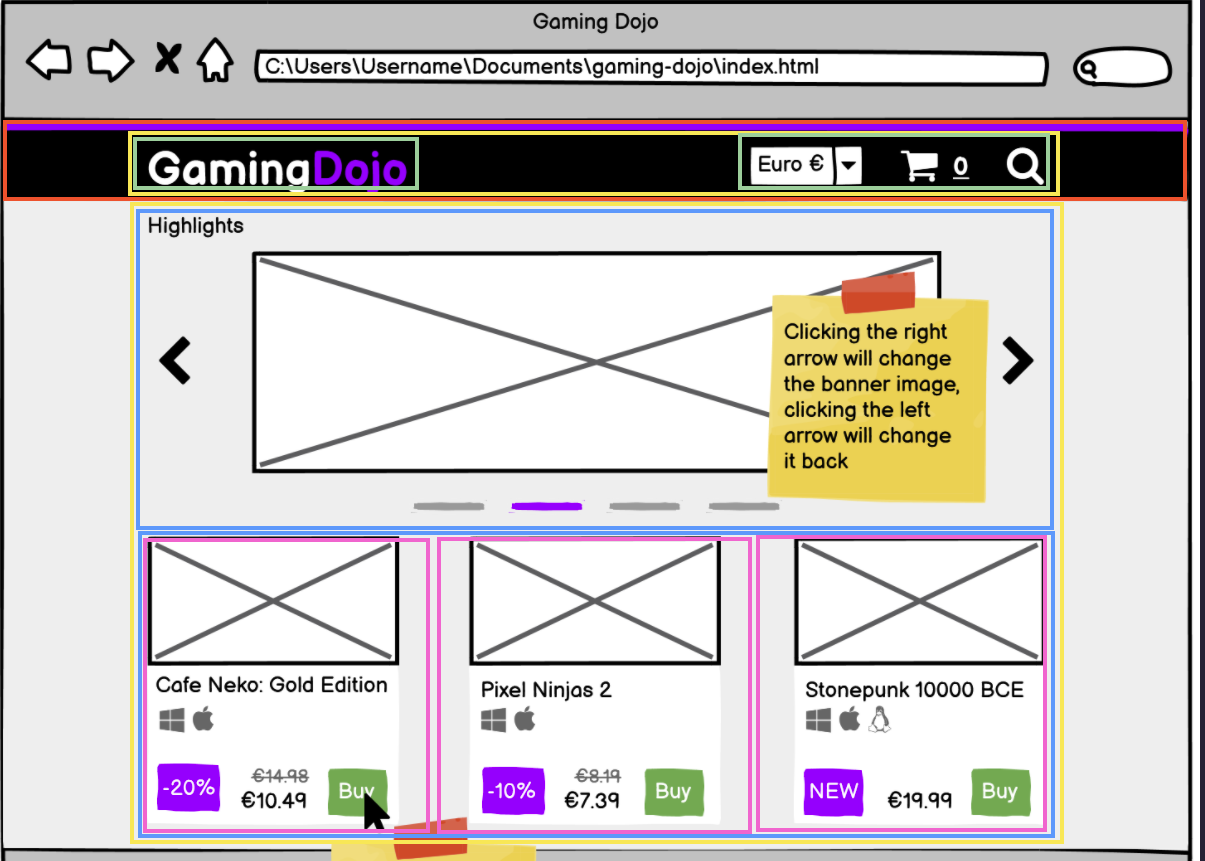 Gaming Dojo
C:\Users\Username\Documents\gaming-dojo\index.html
GamingDojo
Euro €
0
Highlights
Clicking the right
arrow will change
the banner image,
clicking the left
arrow will change
it back
Cafe Neko: Gold Edition
-20%
€14.98
€10.49
Buy
Pixel Ninjas 2
-10%
€8.19
€7.39
Buy
Stonepunk 10000 BCE
NEW
€19.99
Buy